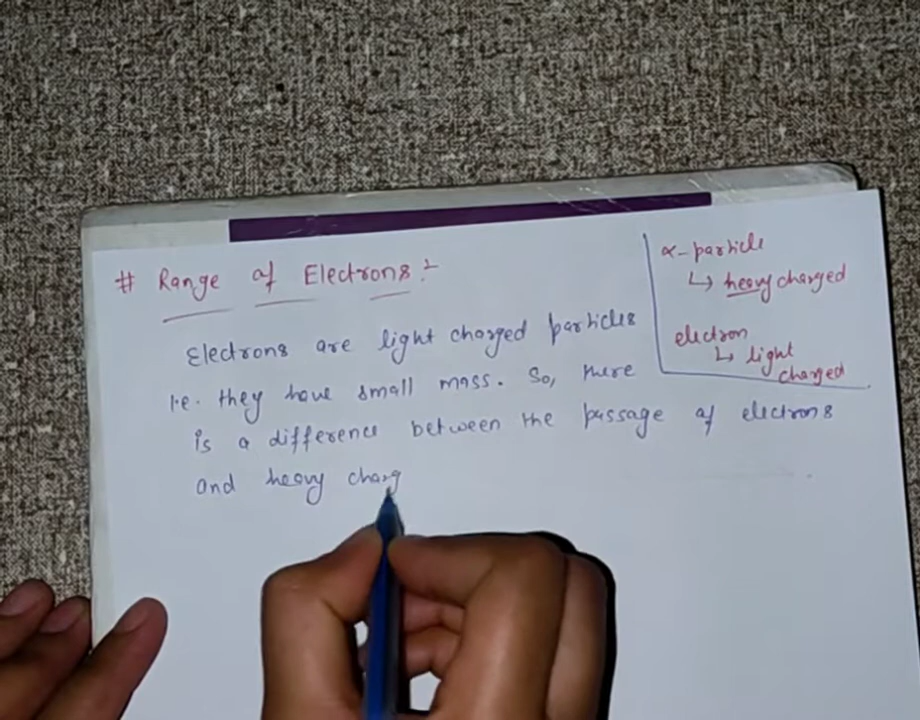 # Range of Electrons:-
Electrons are light charged particles
i.e. they have small mass. So, there
is a difference between the passage of electrons
and heavy charg
α-particle
↳ heavy charged
electron
↳ light
charged